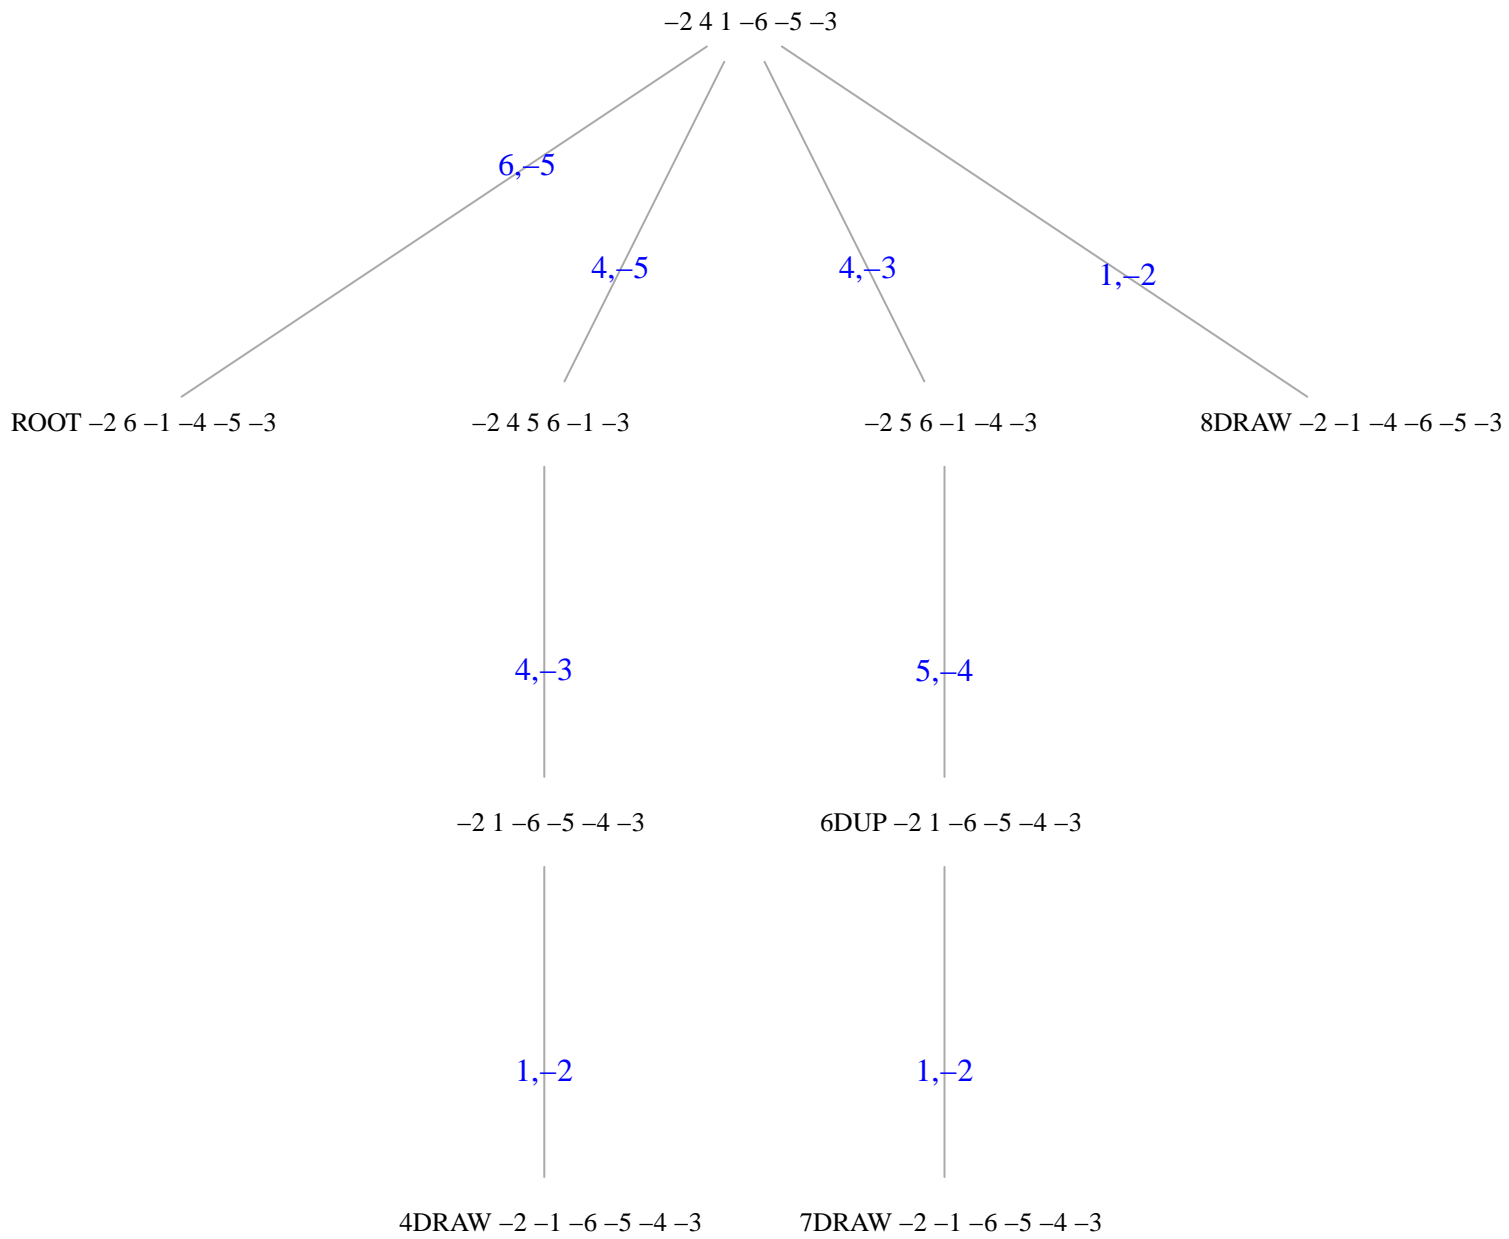 –2 4 1 –6 –5 –3
6,–5
4,–5
4,–3
1,–2
ROOT –2 6 –1 –4 –5 –3
–2 4 5 6 –1 –3
–2 5 6 –1 –4 –3
8DRAW –2 –1 –4 –6 –5 –3
4,–3
5,–4
–2 1 –6 –5 –4 –3
6DUP –2 1 –6 –5 –4 –3
1,–2
1,–2
4DRAW –2 –1 –6 –5 –4 –3
7DRAW –2 –1 –6 –5 –4 –3